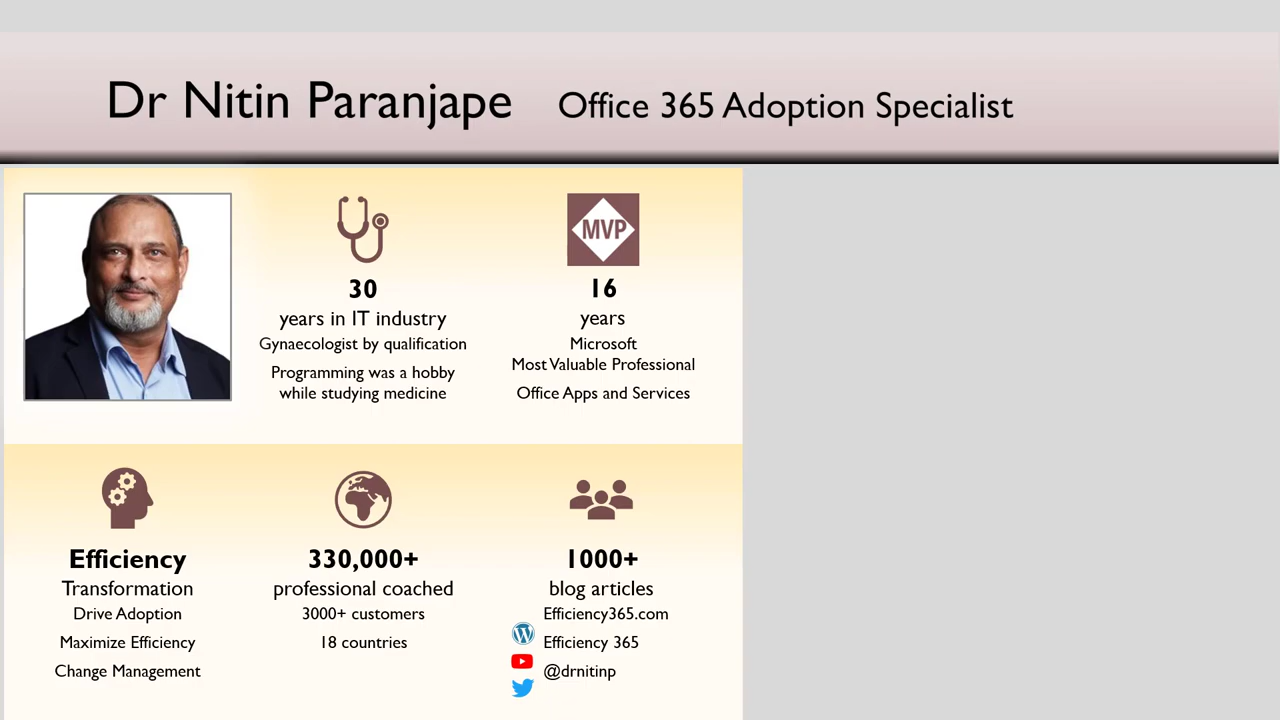 Dr Nitin Paranjape Office 365 Adoption Specialist
30
years in IT industry
Gynaecologist by qualification
Programming was a hobby
while studying medicine
MVP
16
years
Microsoft
Most Valuable Professional
Office Apps and Services
Efficiency
Transformation
Drive Adoption
Maximize Efficiency
Change Management
330,000+
professional coached
3000+ customers
18 countries
1000+
blog articles
Efficiency365.com
Efficiency 365
@drnitinp